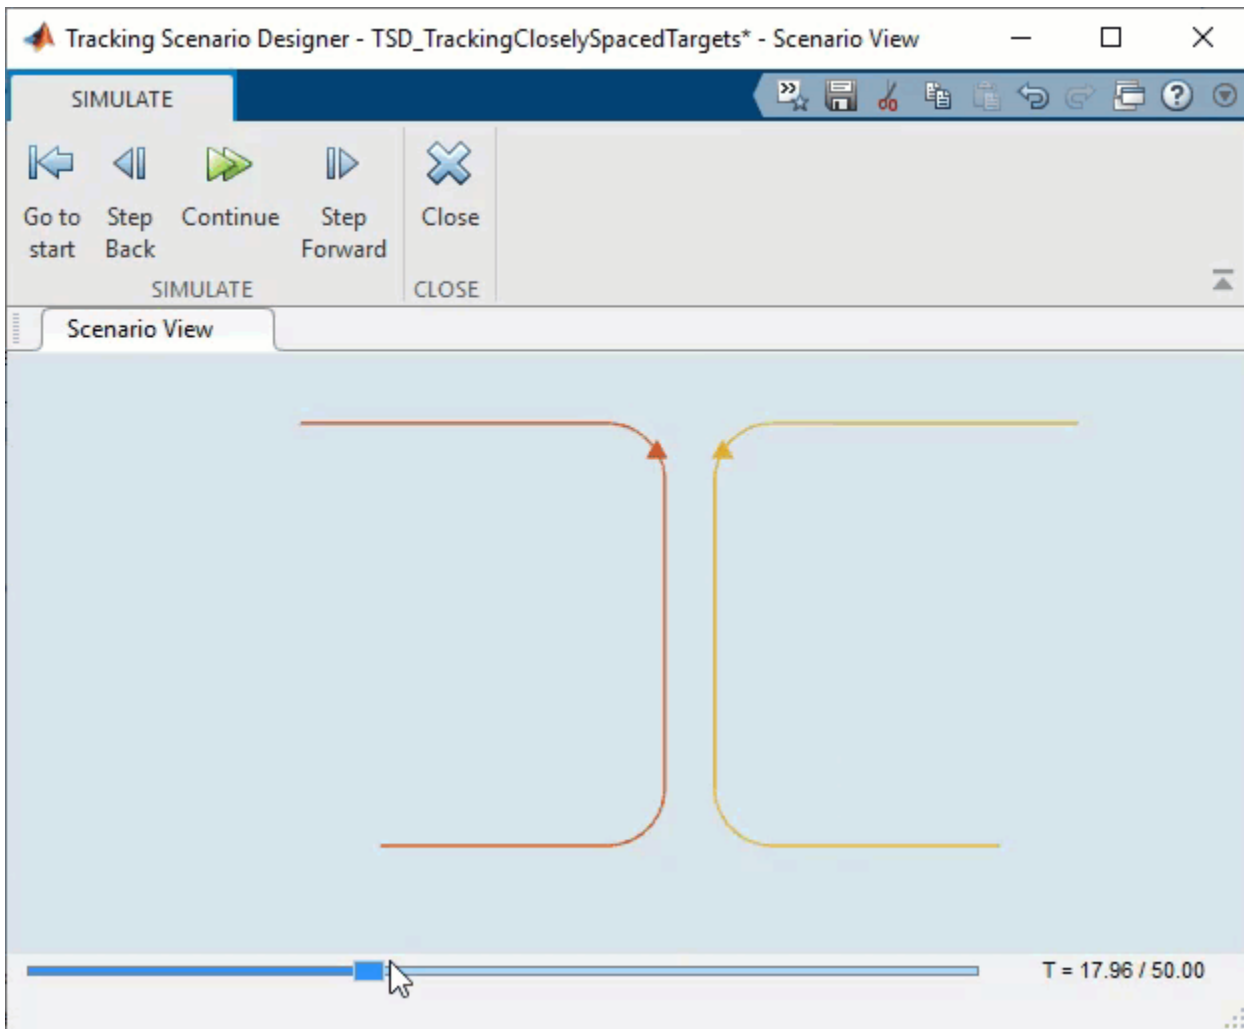 Tracking Scenario Designer - TSD_TrackingCloselySpacedTargets* - Scenario View
SIMULATE
Go to start
Step Back
Continue
Step Forward
Close
SIMULATE
CLOSE
Scenario View
T = 17.96 / 50.00